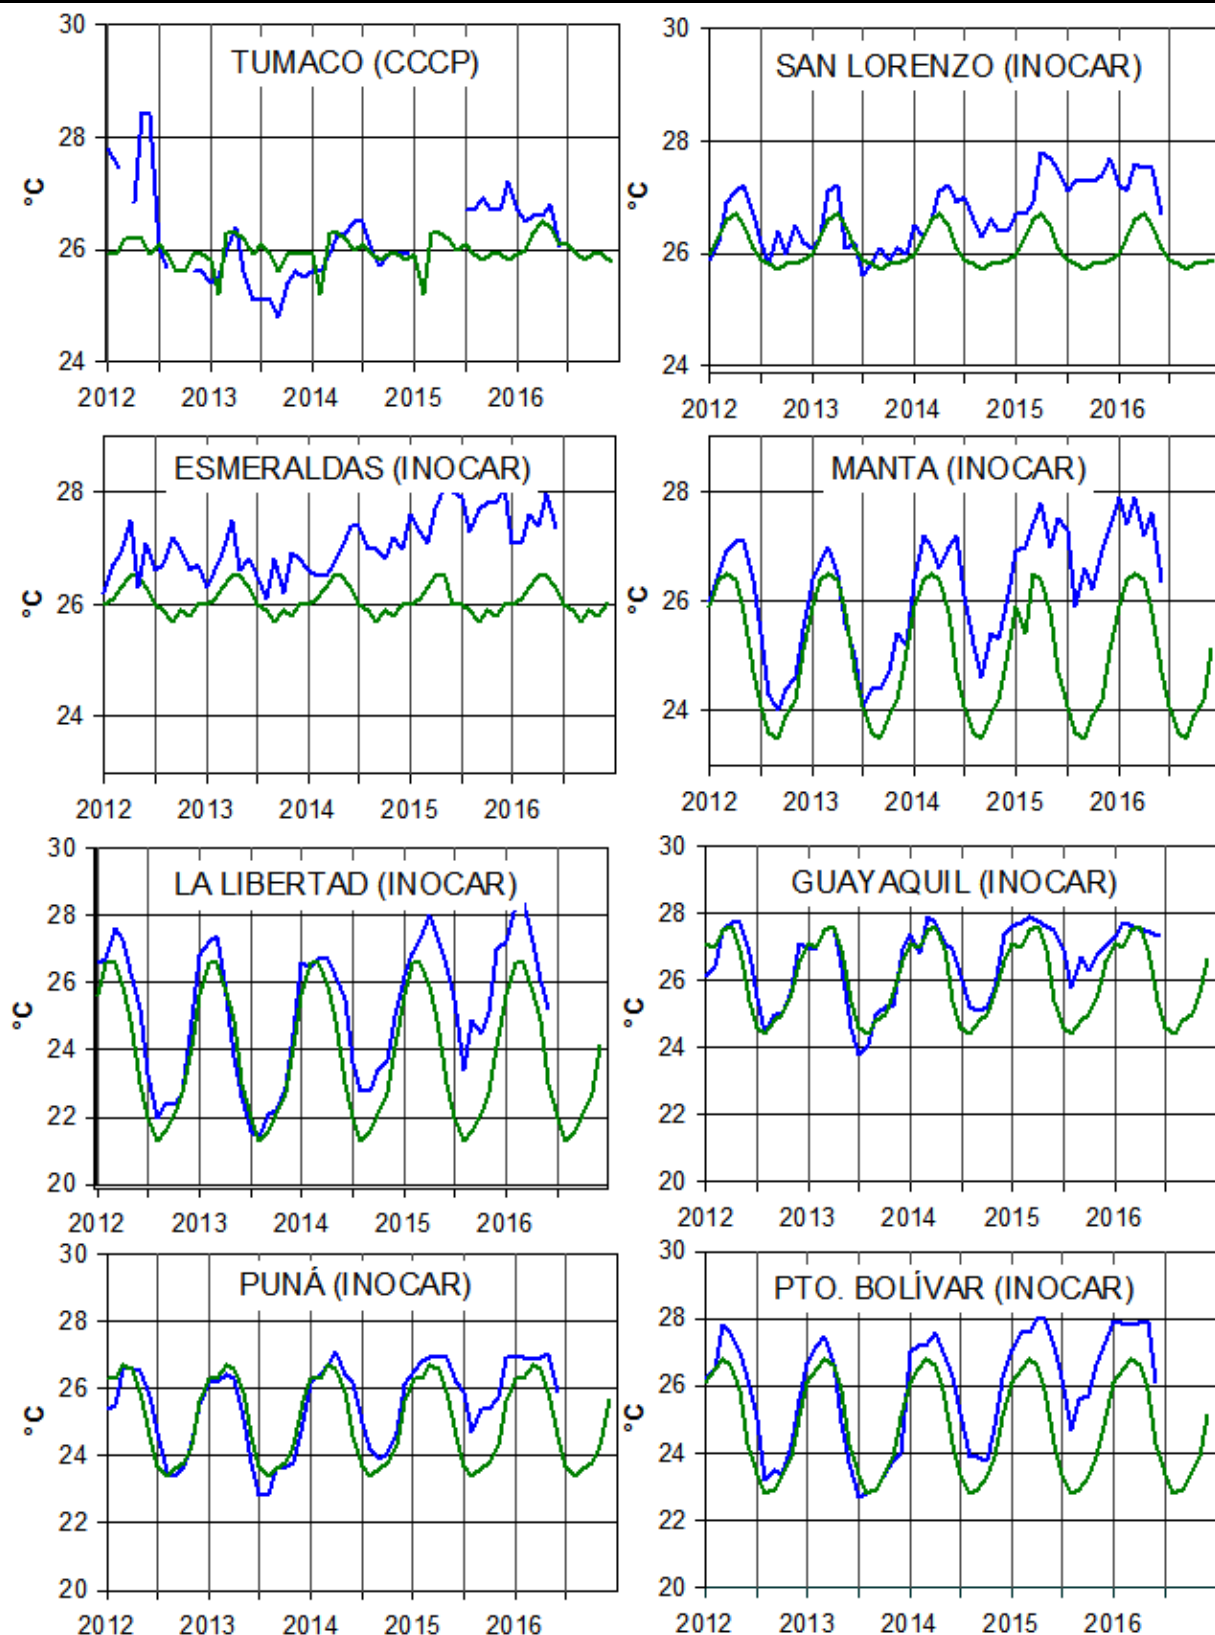 TUMACO (CCCP)
30
28
26
24
°C
2012 2013 2014 2015 2016
SAN LORENZO (INOCAR)
30
28
26
24
°C
2012 2013 2014 2015 2016
ESMERALDAS (INOCAR)
28
26
24
°C
2012 2013 2014 2015 2016
MANTA (INOCAR)
28
26
24
°C
2012 2013 2014 2015 2016
LA LIBERTAD (INOCAR)
30
28
26
24
22
20
°C
2012 2013 2014 2015 2016
GUAYAQUIL (INOCAR)
30
28
26
24
22
20
°C
2012 2013 2014 2015 2016
PUNÁ (INOCAR)
30
28
26
24
22
20
°C
2012 2013 2014 2015 2016
PTO. BOLÍVAR (INOCAR)
30
28
26
24
22
20
°C
2012 2013 2014 2015 2016